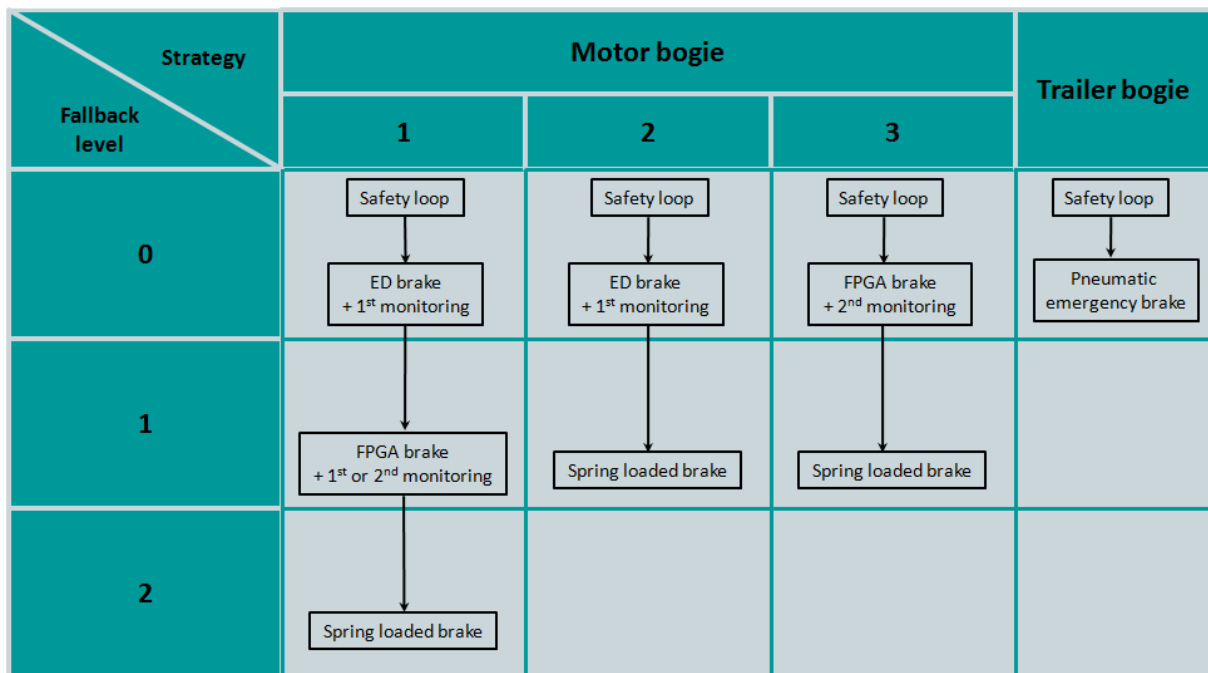 Strategy
Motor bogie
Trailer bogie
Fallback
level
1
2
3
0
Safety loop
Safety loop
Safety loop
Safety loop
ED brake
+ 1st monitoring
ED brake
+ 1st monitoring
FPGA brake
+ 2nd monitoring
Pneumatic
emergency brake
1
FPGA brake
+ 1st or 2nd monitoring
Spring loaded brake
Spring loaded brake
2
Spring loaded brake